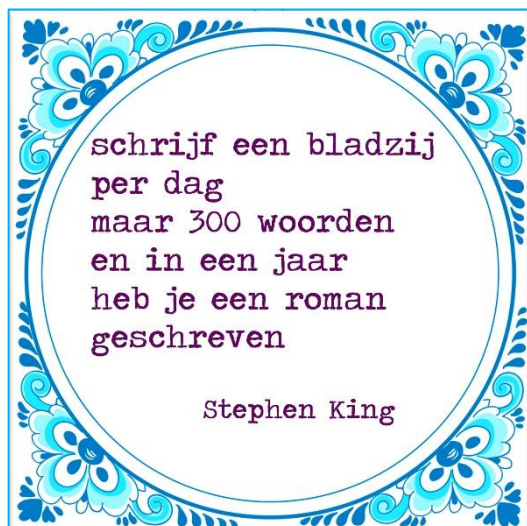 schrijf een bladzij
per dag
maar 300 woorden
en in een jaar
heb je een roman
geschreven
Stephen King